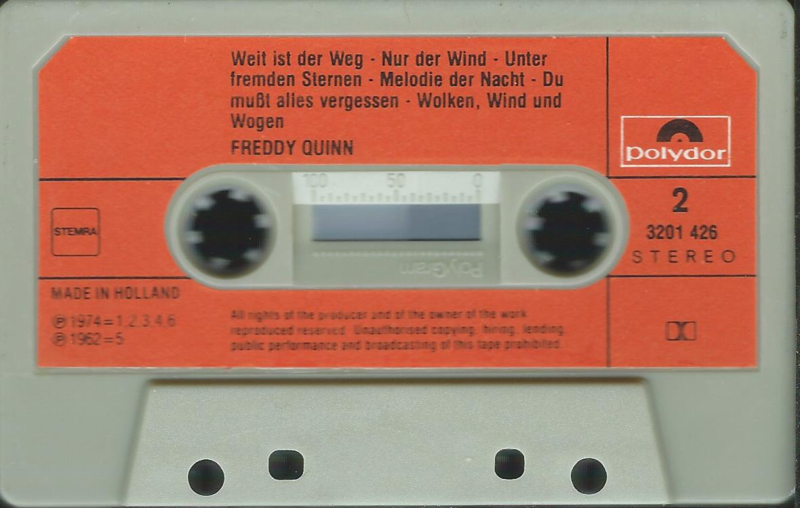 Weit ist der Weg - Nur der Wind - Unter
fremden Sternen - Melodie der Nacht - Du
mußt alles vergessen - Wolken, Wind und
Wogen
FREDDY QUINN
polydor
2
3201 426
STEREO
STEMRA
100 50 0
PolyGram
MADE IN HOLLAND
℗ 1974 = 1,2,3,4,6
℗ 1962 = 5
All rights of the producer and of the owner of the work
reproduced reserved. Unauthorised copying, hiring, lending,
public performance and broadcasting of this tape prohibited.